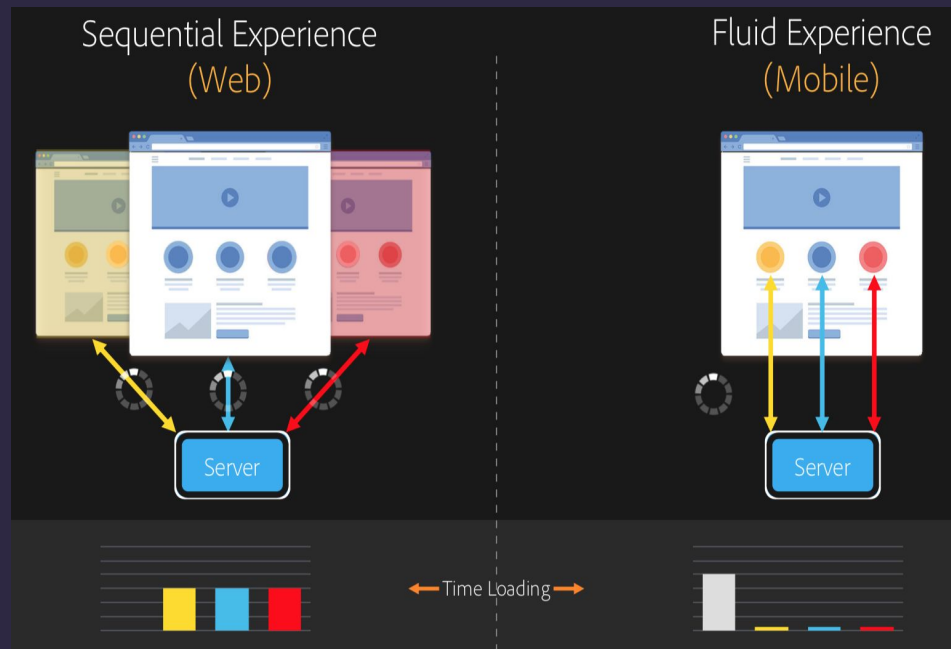 Sequential Experience
(Web)
Fluid Experience
(Mobile)
Server
Server
Time Loading